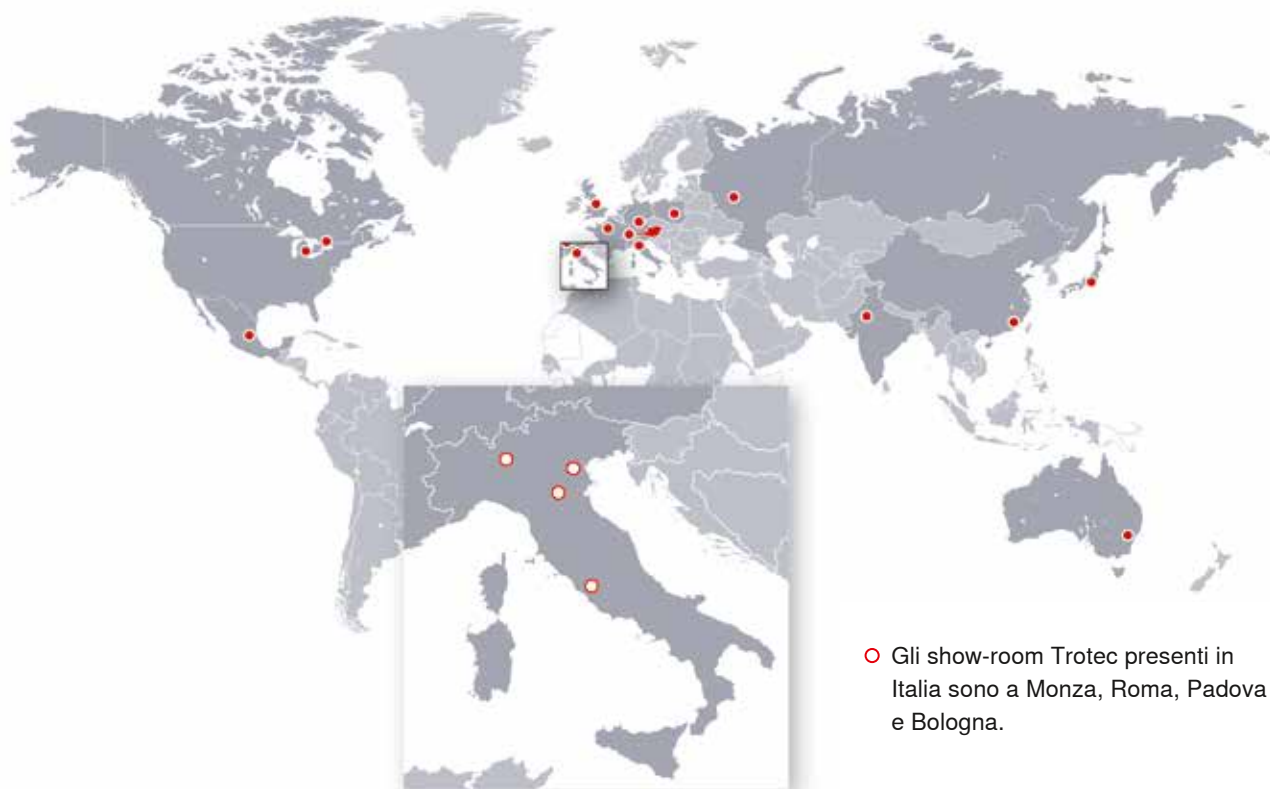 Gli show-room Trotec presenti in
Italia sono a Monza, Roma, Padova
e Bologna.